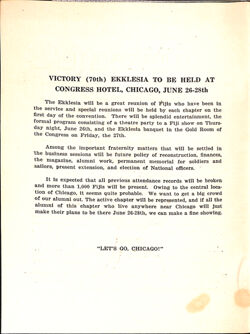 VICTORY (70th) EKKLESIA TO BE HELD AT
CONGRESS HOTEL, CHICAGO, JUNE 26-28th
The Ekklesia will be a great reunion of Fijis who have been in
the service and special reunions will be held by each chapter on the
first day of the convention. There will be splendid entertainment, the
formal program consisting of a theatre party to a Fiji show on Thurs-
day night, June 26th, and the Ekklesia banquet in the Gold Room of
the Congress on Friday, the 27th.
Among the important fraternity matters that will be settled in
the business sessions will be future policy of reconstruction, finances,
the magazine, alumni work, permanent memorial for soldiers and
sailors, present extension, and election of National officers.
It is expected that all previous attendance records will be broken
and more than 1,000 Fijis will be present. Owing to the central loca-
tion of Chicago, it seems quite probable. We want to get a big crowd
of our alumni out. The active chapter will be represented, and if all the
alumni of this chapter who live anywhere near Chicago will just
make their plans to be there June 26-28th, we can make a fine showing.
"LET'S GO, CHICAGO!"